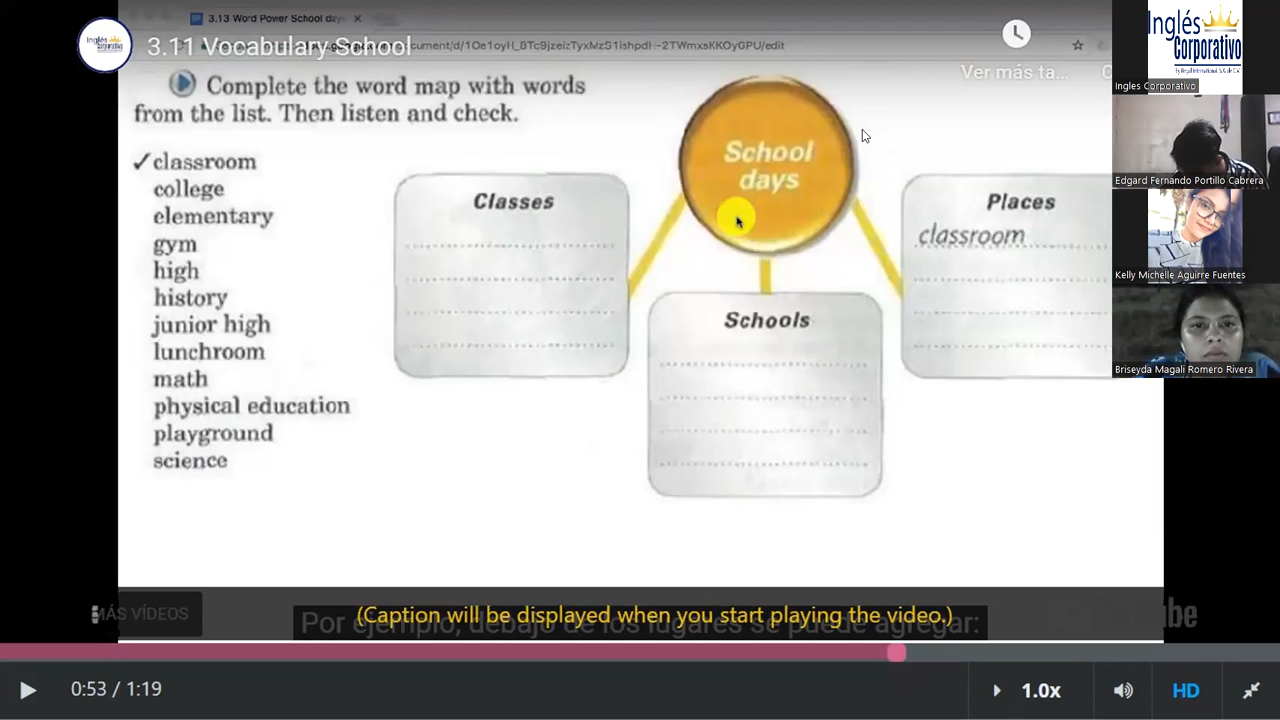 3.13 Word Power School day
3.11 Vocabulary School
Ver más ta...
Inglés
Corporativo
Ingles Corporativo
Complete the word map with words
from the list. Then listen and check.
✓classroom
college
elementary
gym
high
history
junior high
lunchroom
math
physical education
playground
science
School
days
Classes
Schools
Places
classroom
Edgard Fernando Portillo Cabrera
Kelly Michelle Aguirre Fuentes
Briseyda Magali Romero Rivera
MÁS VÍDEOS
Por ejemplo, debajo de los lugares se puede agregar:
(Caption will be displayed when you start playing the video.)
0:53 / 1:19
1.0x
HD